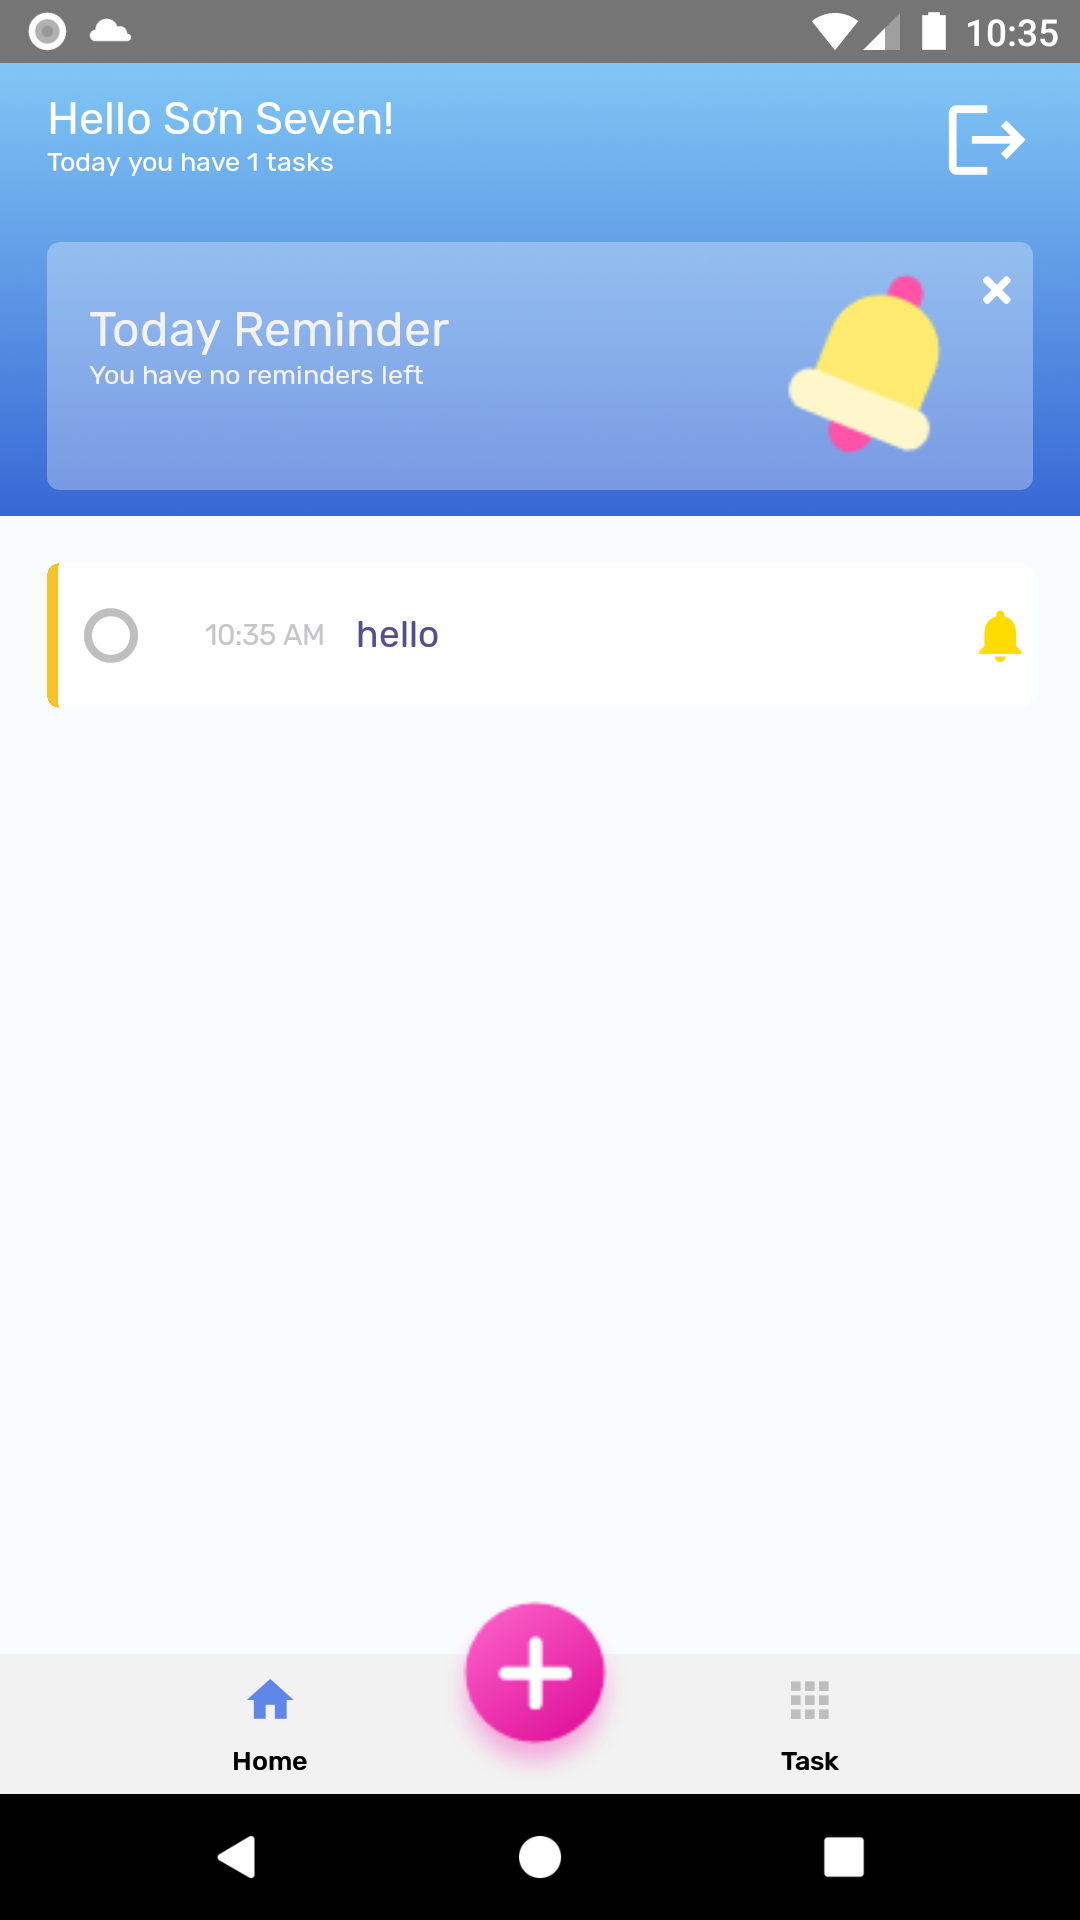 10:35
Hello Sơn Seven!
Today you have 1 tasks
Today Reminder
You have no reminders left
10:35 AM hello
Home
Task